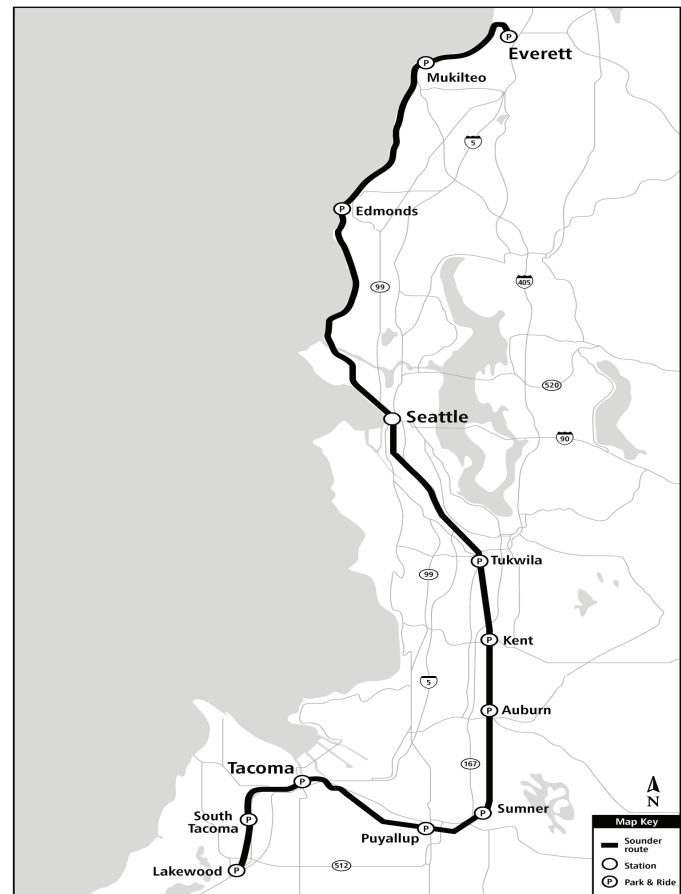 P
Everett
P
Mukilteo
5
P
Edmonds
405
99
520
Seattle
90
P
Tukwila
99
P
Kent
5
P
Auburn
167
Tacoma
P
N
P
Sumner
South
Tacoma
P
P
Puyallup
Map Key
Sounder
route
Station
P
Park & Ride
512
Lakewood
P